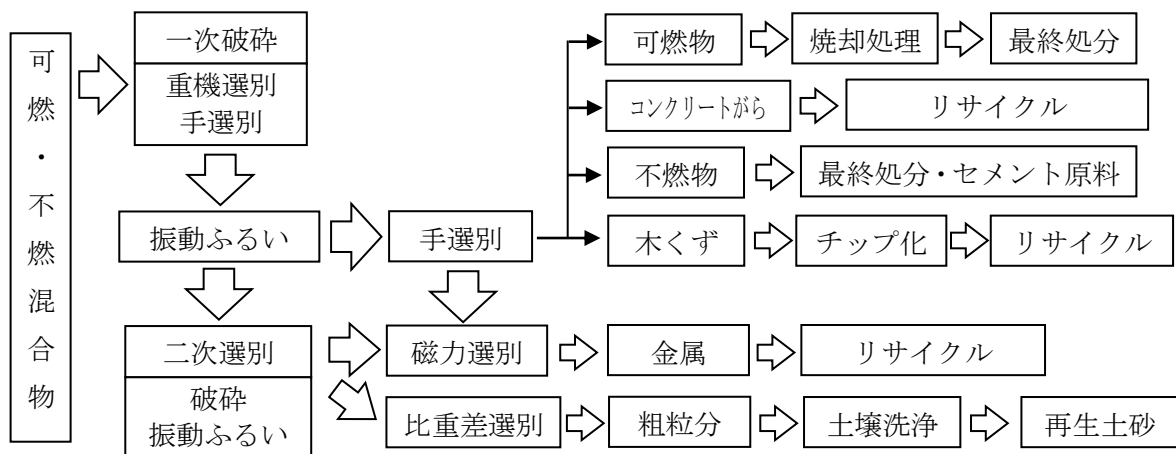 可燃・不燃混合物
一次破砕
重機選別
手選別
振動ふるい
手選別
可燃物
焼却処理
最終処分
コンクリートがら
リサイクル
不燃物
最終処分・セメント原料
木くず
チップ化
リサイクル
二次選別
破砕
振動ふるい
磁力選別
金属
リサイクル
比重差選別
粗粒分
土壌洗浄
再生土砂